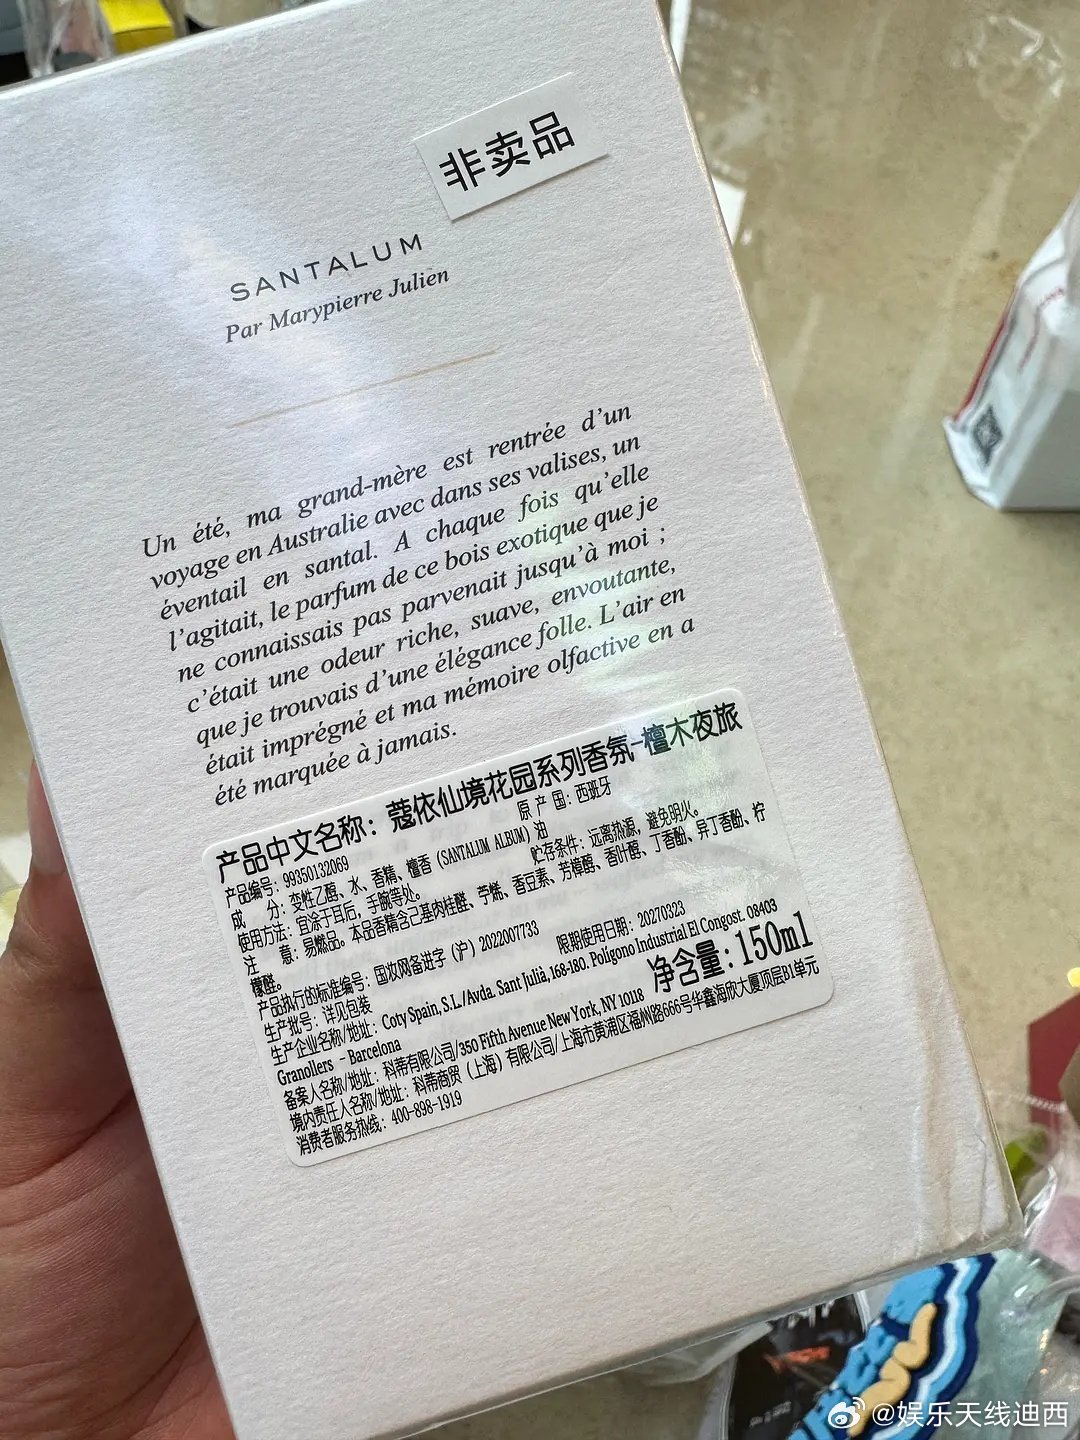 非卖品
SANTALUM
Par Marypierre Julien
Un été, ma grand-mère est rentrée d’un
voyage en Australie avec dans ses valises, un
éventail en santal. A chaque fois qu’elle
l’agitait, le parfum de ce bois exotique que je
ne connaissais pas parvenait jusqu’à moi ;
c’était une odeur riche, suave, envoutante,
que je trouvais d’une élégance folle. L’air en
était imprégné et ma mémoire olfactive en a
été marquée à jamais.
产品中文名称：蔻依仙境花园系列香氛-檀木夜旅
产品编号：99350132069 原 产 国：西班牙
成 分：变性乙醇、水、香精、檀香（SANTALUM ALBUM）油
使用方法：宜涂于耳后，手腕等处。 贮存条件：远离热源，避免明火。
注 意：易燃品。本品香精含己基肉桂醛、苧烯、香豆素、芳樟醇、香叶醇、丁香酚、异丁香酚、柠
檬醛。
产品执行的标准编号：国妆网备进字（沪）2022007733
生产批号：详见包装 限期使用日期：20270323
生产企业名称/地址：Coty Spain, S.L./Avda. Sant Julià, 168-180. Polígono Industrial El Congost. 08403
Granollers - Barcelona 净含量：150ml
备案人名称/地址：科蒂有限公司/350 Fifth Avenue New York, NY 10118
境内责任人名称/地址：科蒂商贸（上海）有限公司/上海市黄浦区福州路666号华鑫海欣大厦顶层B1单元
消费者服务热线：400-898-1919
@娱乐天线迪西